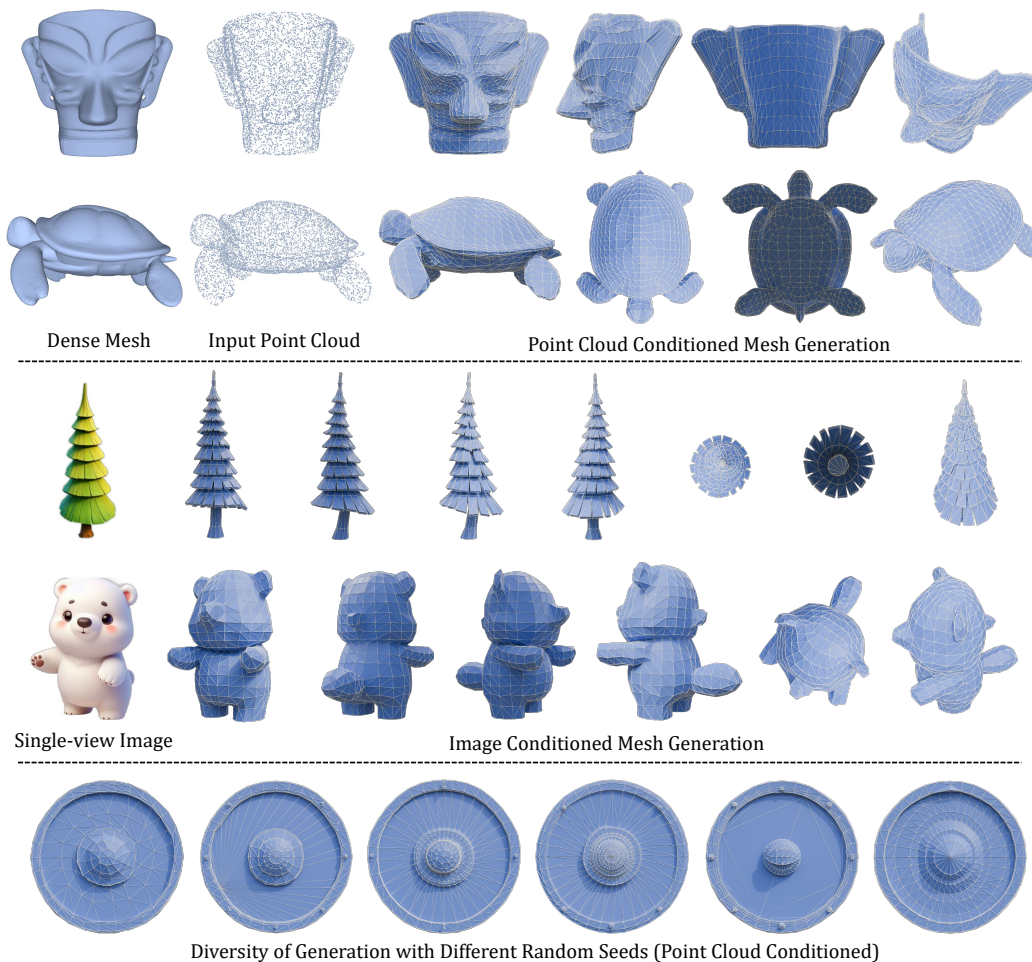 Dense Mesh
Input Point Cloud
Point Cloud Conditioned Mesh Generation
Single-view Image
Image Conditioned Mesh Generation
Diversity of Generation with Different Random Seeds (Point Cloud Conditioned)